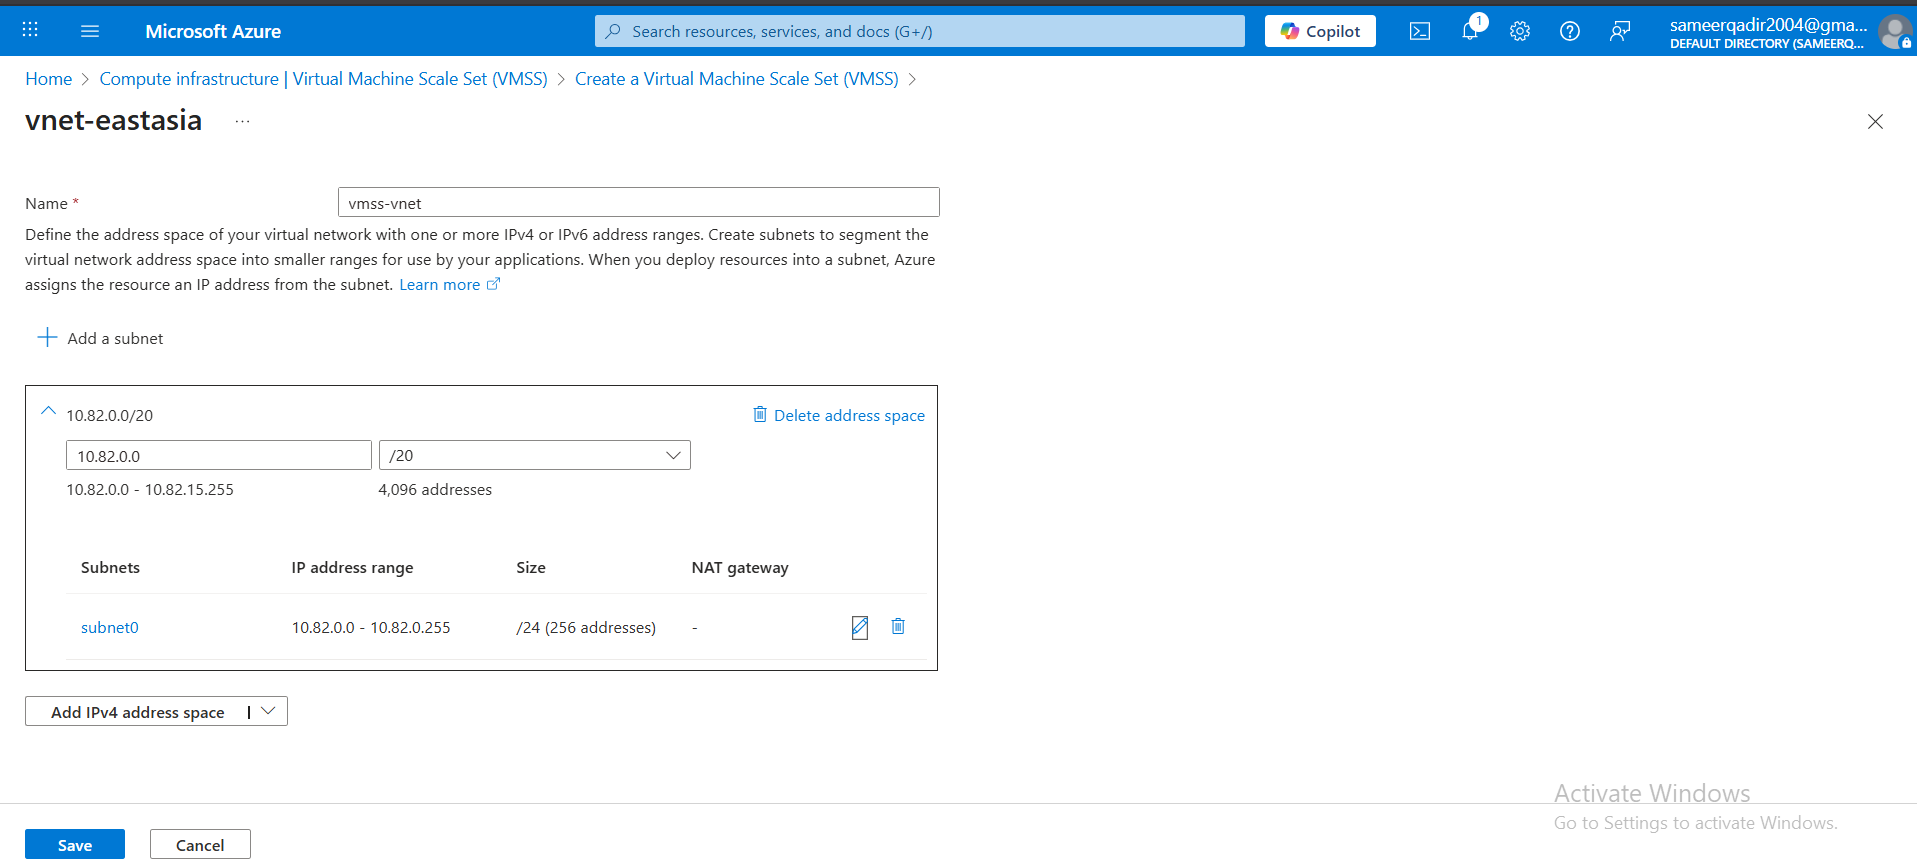 Microsoft Azure
Search resources, services, and docs (G+/)
Copilot
1
sameerqadir2004@gma...
DEFAULT DIRECTORY (SAMEERQ...
Home > Compute infrastructure | Virtual Machine Scale Set (VMSS) > Create a Virtual Machine Scale Set (VMSS) >
vnet-eastasia ...
Name *
vmss-vnet
Define the address space of your virtual network with one or more IPv4 or IPv6 address ranges. Create subnets to segment the
virtual network address space into smaller ranges for use by your applications. When you deploy resources into a subnet, Azure
assigns the resource an IP address from the subnet. Learn more
Add a subnet
10.82.0.0/20
Delete address space
10.82.0.0
/20
10.82.0.0 - 10.82.15.255
4,096 addresses
Subnets IP address range Size NAT gateway
subnet0 10.82.0.0 - 10.82.0.255 /24 (256 addresses) -
Add IPv4 address space |
Activate Windows
Go to Settings to activate Windows.
Save
Cancel